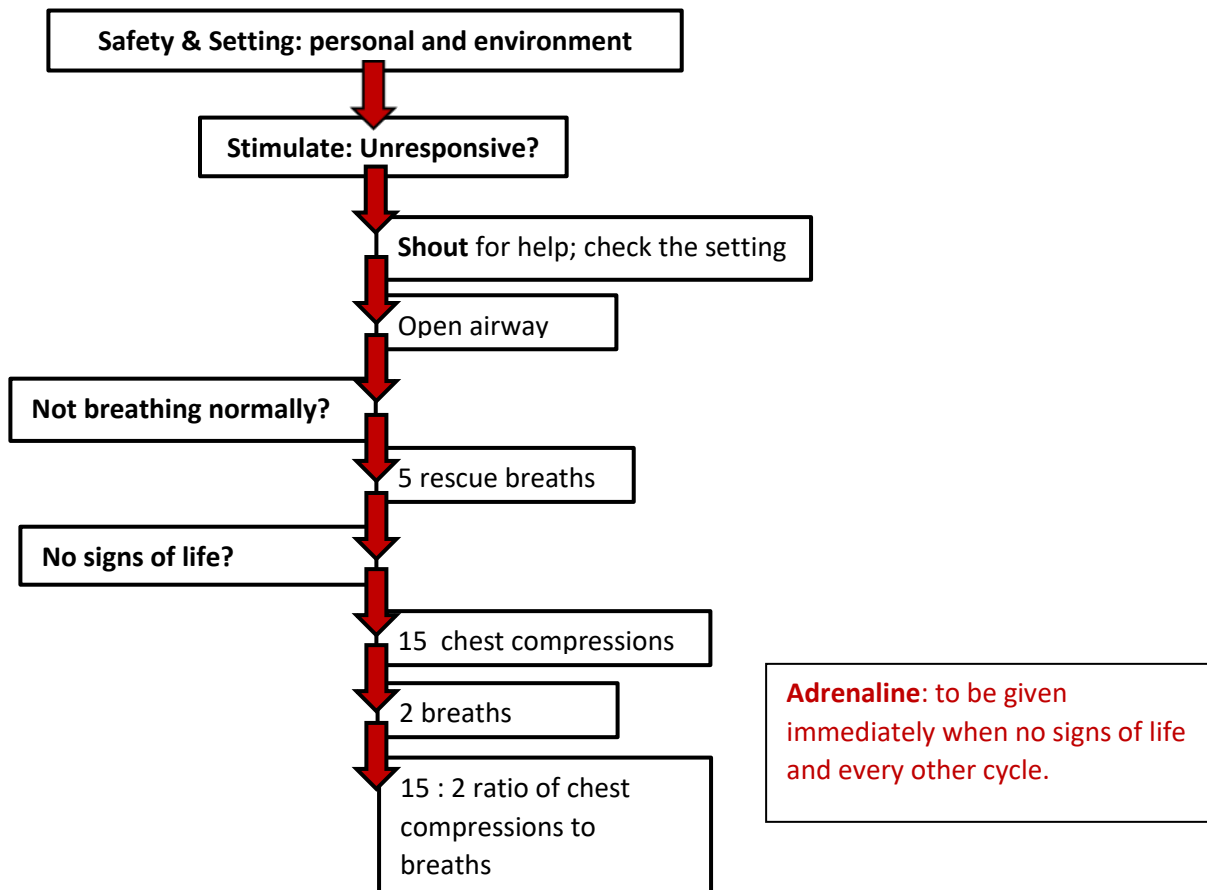 Safety & Setting: personal and environment
Stimulate: Unresponsive?
Shout for help; check the setting
Open airway
Not breathing normally?
5 rescue breaths
No signs of life?
15 chest compressions
2 breaths
15 : 2 ratio of chest
compressions to
breaths
Adrenaline: to be given
immediately when no signs of life
and every other cycle.